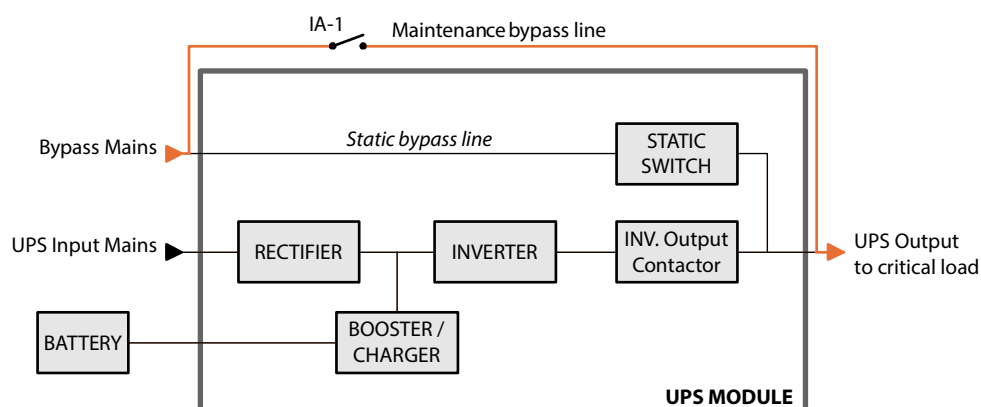 IA-1
Maintenance bypass line
Bypass Mains
Static bypass line
STATIC
SWITCH
UPS Input Mains
RECTIFIER
INVERTER
INV. Output
Contactor
UPS Output
to critical load
BATTERY
BOOSTER /
CHARGER
UPS MODULE